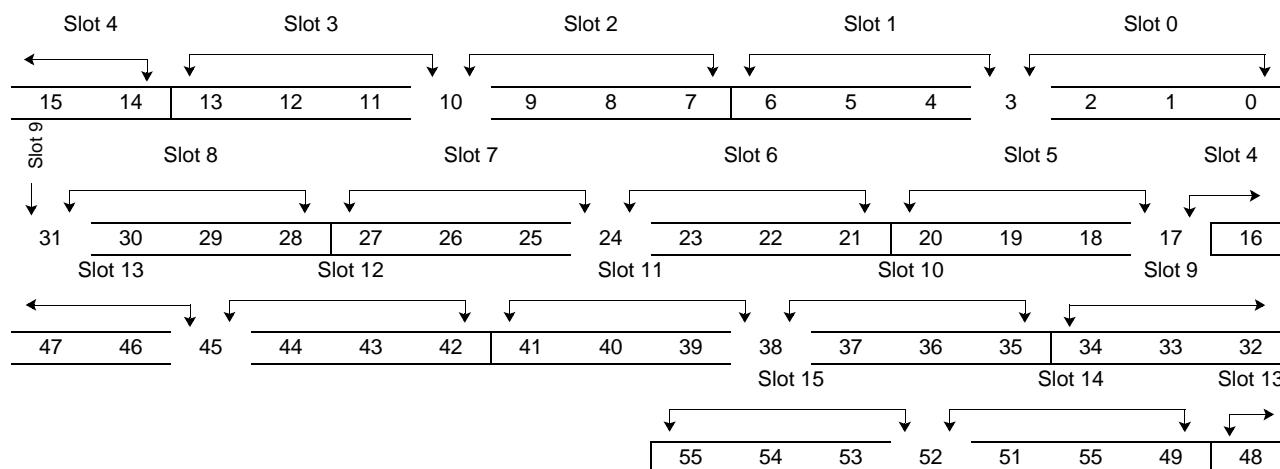 Slot 4 Slot 3 Slot 2 Slot 1 Slot 0
15 14 13 12 11 10 9 8 7 6 5 4 3 2 1 0
Slot 9
Slot 8 Slot 7 Slot 6 Slot 5 Slot 4
31 30 29 28 27 26 25 24 23 22 21 20 19 18 17 16
Slot 13 Slot 12 Slot 11 Slot 10 Slot 9
47 46 45 44 43 42 41 40 39 38 37 36 35 34 33 32
Slot 15 Slot 14 Slot 13
55 54 53 52 51 55 49 48